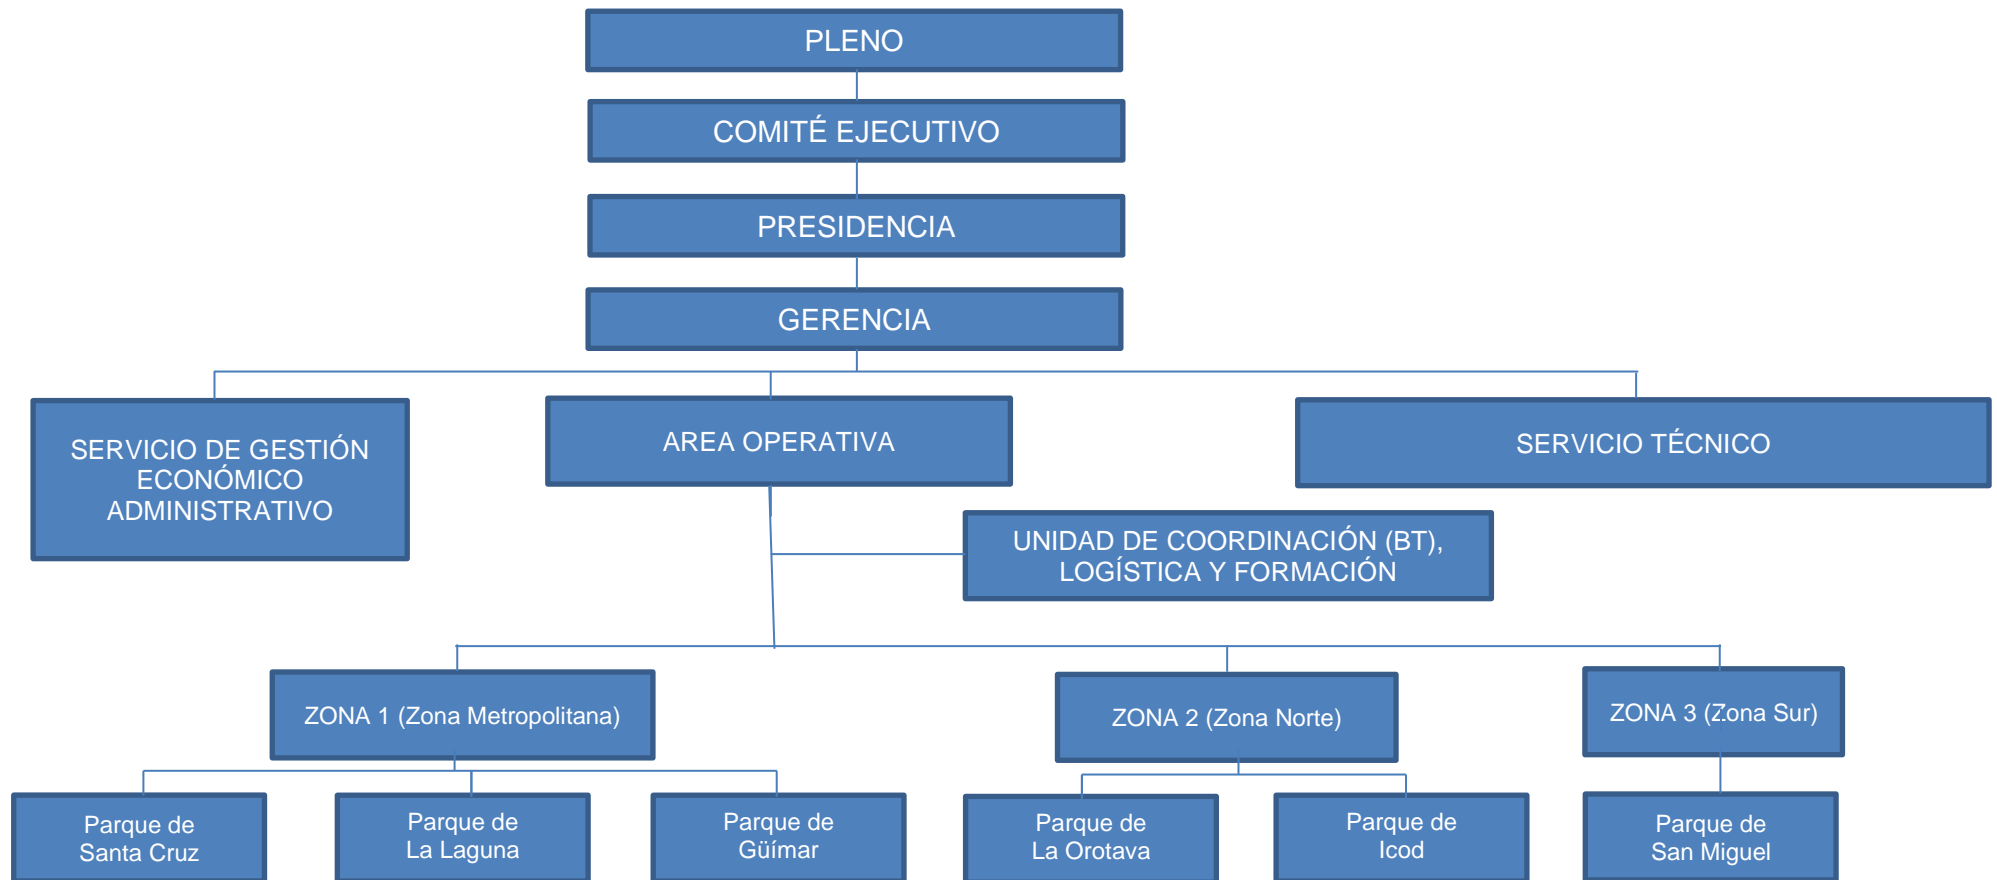 PLENO
COMITÉ EJECUTIVO
PRESIDENCIA
GERENCIA
SERVICIO DE GESTIÓN
ECONÓMICO
ADMINISTRATIVO
AREA OPERATIVA
SERVICIO TÉCNICO
UNIDAD DE COORDINACIÓN (BT),
LOGÍSTICA Y FORMACIÓN
ZONA 1 (Zona Metropolitana)
ZONA 2 (Zona Norte)
ZONA 3 (Zona Sur)
Parque de
Santa Cruz
Parque de
La Laguna
Parque de
Güímar
Parque de
La Orotava
Parque de
Icod
Parque de
San Miguel